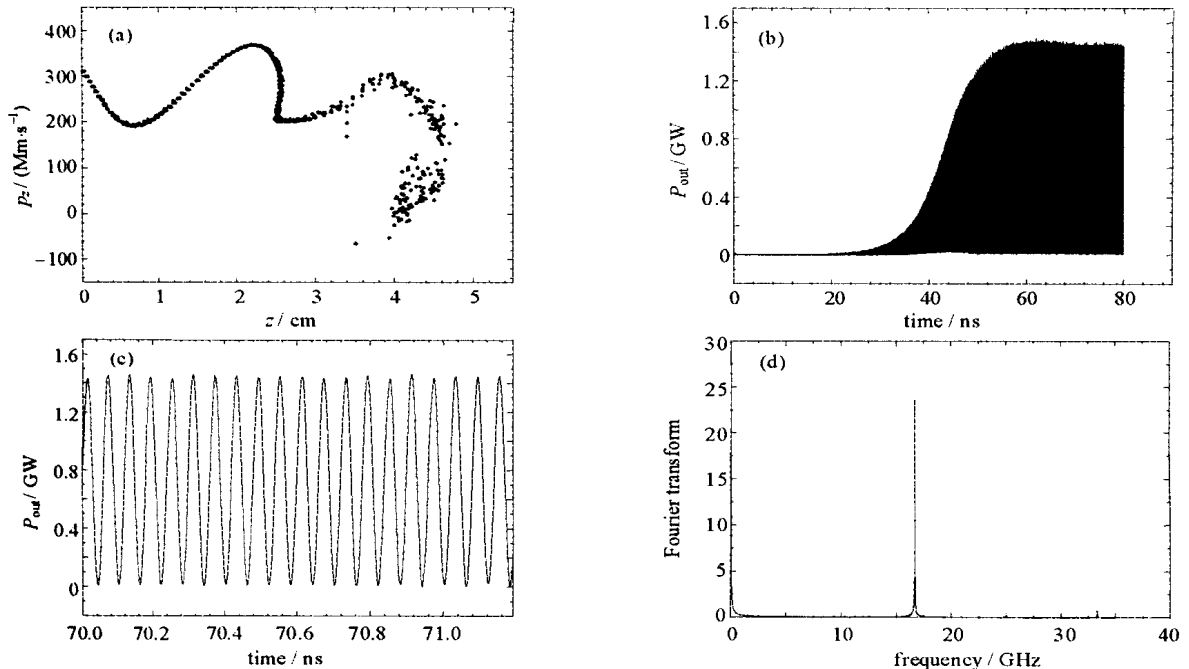 (a)
400
300
200
100
0
−100
p_z / (Mm·s⁻¹)
0 1 2 3 4 5
z / cm
(b)
1.6
1.2
0.8
0.4
0
P_out / GW
0 20 40 60 80
time / ns
(c)
1.6
1.2
0.8
0.4
0
P_out / GW
70.0 70.2 70.4 70.6 70.8 71.0
time / ns
(d)
30
25
20
15
10
5
0
Fourier transform
0 10 20 30 40
frequency / GHz